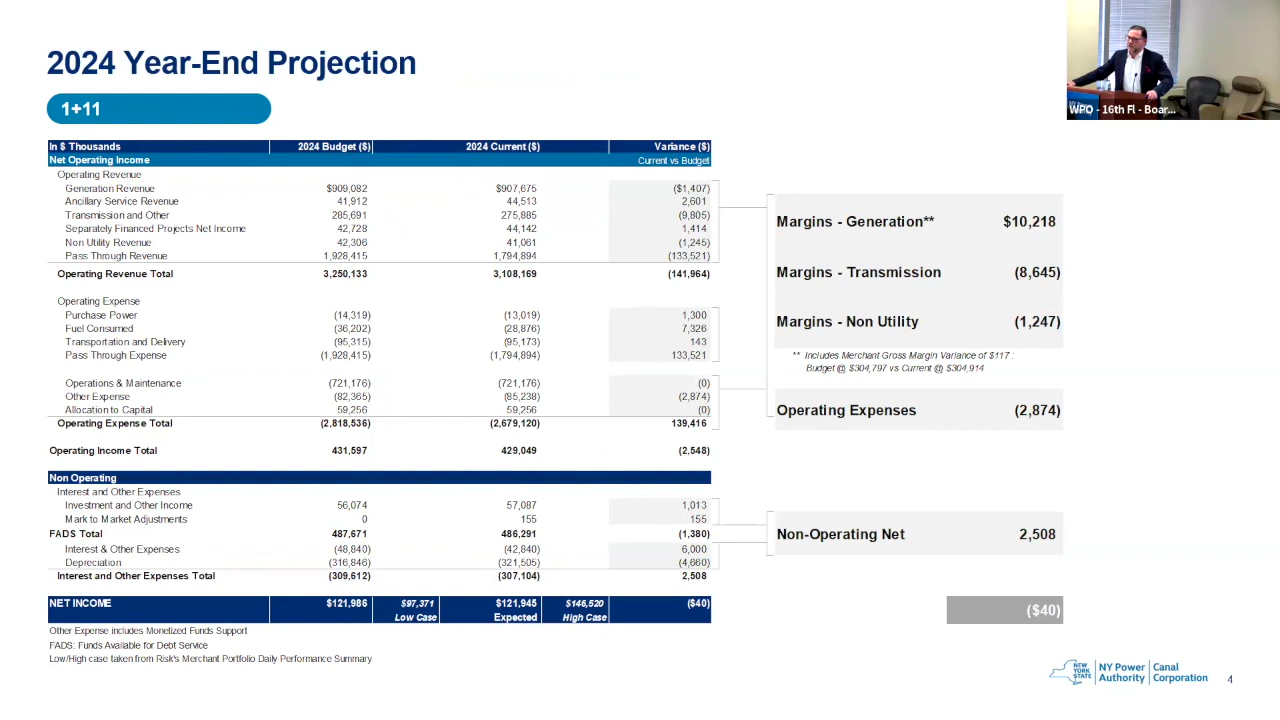 2024 Year-End Projection
1+11
WPO - 16th Fl - Boar...
In $ Thousands 2024 Budget ($) 2024 Current ($) Variance ($)
Net Operating Income Current vs Budget
Operating Revenue
Generation Revenue $909,082 $907,675 ($1,407)
Ancillary Service Revenue 41,912 44,513 2,601
Transmission and Other 285,691 275,885 (9,805)
Separately Financed Projects Net Income 42,728 44,142 1,414
Non Utility Revenue 42,306 41,061 (1,245)
Pass Through Revenue 1,928,415 1,794,894 (133,521)
Operating Revenue Total 3,250,133 3,108,169 (141,964)
Operating Expense
Purchase Power (14,319) (13,019) 1,300
Fuel Consumed (36,202) (28,876) 7,326
Transportation and Delivery (95,315) (95,173) 143
Pass Through Expense (1,928,415) (1,794,894) 133,521
Operations & Maintenance (721,176) (721,176) (0)
Other Expense (82,365) (85,238) (2,874)
Allocation to Capital 59,256 59,256 (0)
Operating Expense Total (2,818,536) (2,679,120) 139,416
Operating Income Total 431,597 429,049 (2,548)
Non Operating
Interest and Other Expenses
Investment and Other Income 56,074 57,087 1,013
Mark to Market Adjustments 0 155 155
FADS Total 487,671 486,291 (1,380)
Interest & Other Expenses (48,840) (42,840) 6,000
Depreciation (316,846) (321,505) (4,660)
Interest and Other Expenses Total (309,612) (307,104) 2,508
NET INCOME $121,986 $97,371 $121,945 $146,520 ($40)
Low Case Expected High Case
Other Expense includes Monetized Funds Support
FADS: Funds Available for Debt Service
Low/High case taken from Risk's Merchant Portfolio Daily Performance Summary
Margins - Generation** $10,218
Margins - Transmission (8,645)
Margins - Non Utility (1,247)
** Includes Merchant Gross Margin Variance of $117 :
Budget @ $304,797 vs Current @ $304,914
Operating Expenses (2,874)
Non-Operating Net 2,508
($40)
NEW YORK STATE
NY Power Authority
Canal Corporation
4